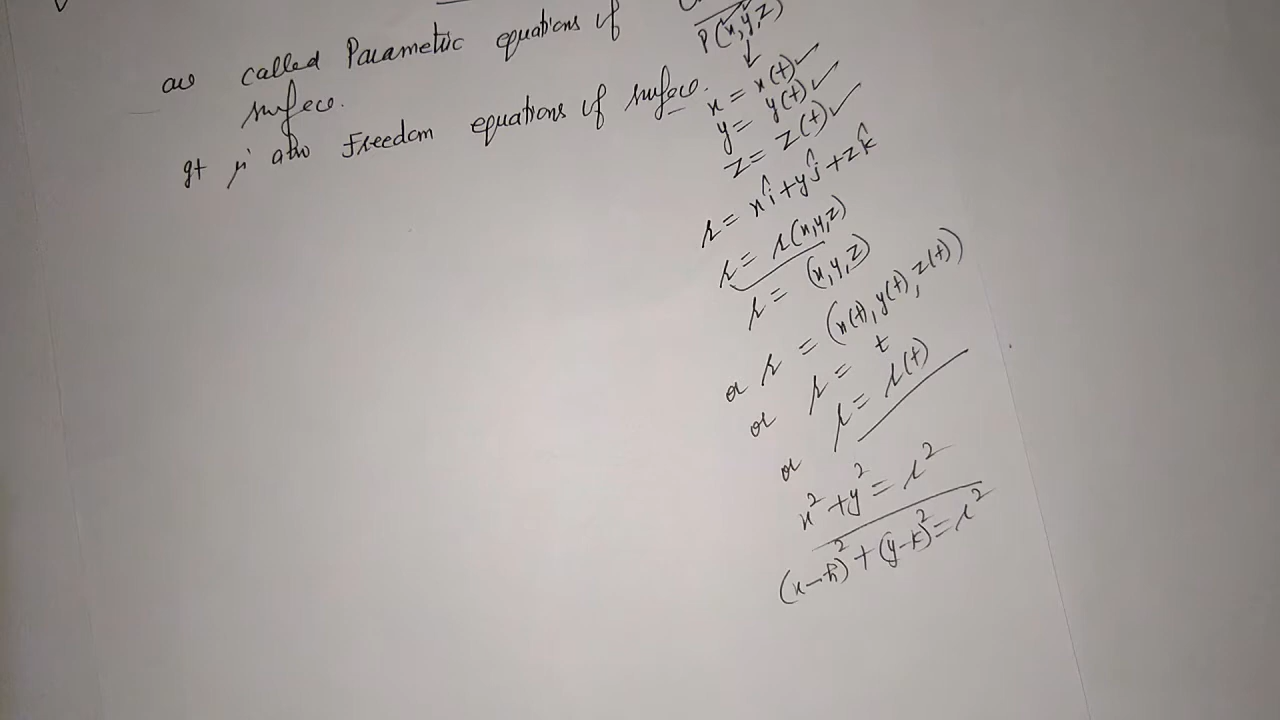 are called Parametric equations of
surface.
It is also Freedom equations of surface.
P(x,y,z)
↓
x = x(t) ✓
y = y(t) ✓
z = z(t) ✓
r = xî+yĵ+zk̂
r = r(x,y,z)
r = (x,y,z)
or r = (x(t), y(t), z(t))
or r = t
or r = r(t)
x²+y² = r²
(x-h)²+(y-k)²=r²